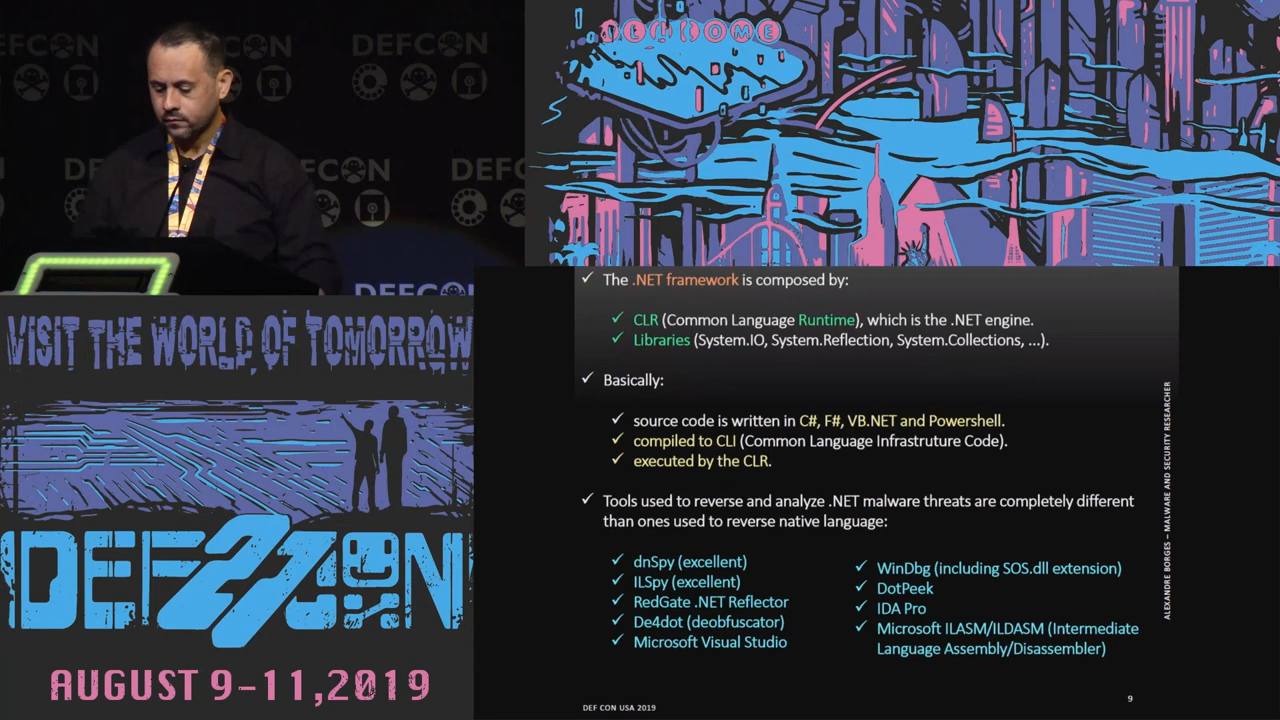 DEFCON
DEFCON
DEFCON
DEFCON
WELCOME
VISIT THE WORLD OF TOMORROW
DEF27CON
AUGUST 9-11,2019
✓ The .NET framework is composed by:
✓ CLR (Common Language Runtime), which is the .NET engine.
✓ Libraries (System.IO, System.Reflection, System.Collections, ...).
✓ Basically:
✓ source code is written in C#, F#, VB.NET and Powershell.
✓ compiled to CLI (Common Language Infrastruture Code).
✓ executed by the CLR.
✓ Tools used to reverse and analyze .NET malware threats are completely different
than ones used to reverse native language:
✓ dnSpy (excellent)
✓ ILSpy (excellent)
✓ RedGate .NET Reflector
✓ De4dot (deobfuscator)
✓ Microsoft Visual Studio
✓ WinDbg (including SOS.dll extension)
✓ DotPeek
✓ IDA Pro
✓ Microsoft ILASM/ILDASM (Intermediate
Language Assembly/Disassembler)
ALEXANDRE BORGES – MALWARE AND SECURITY RESEARCHER
DEF CON USA 2019
9